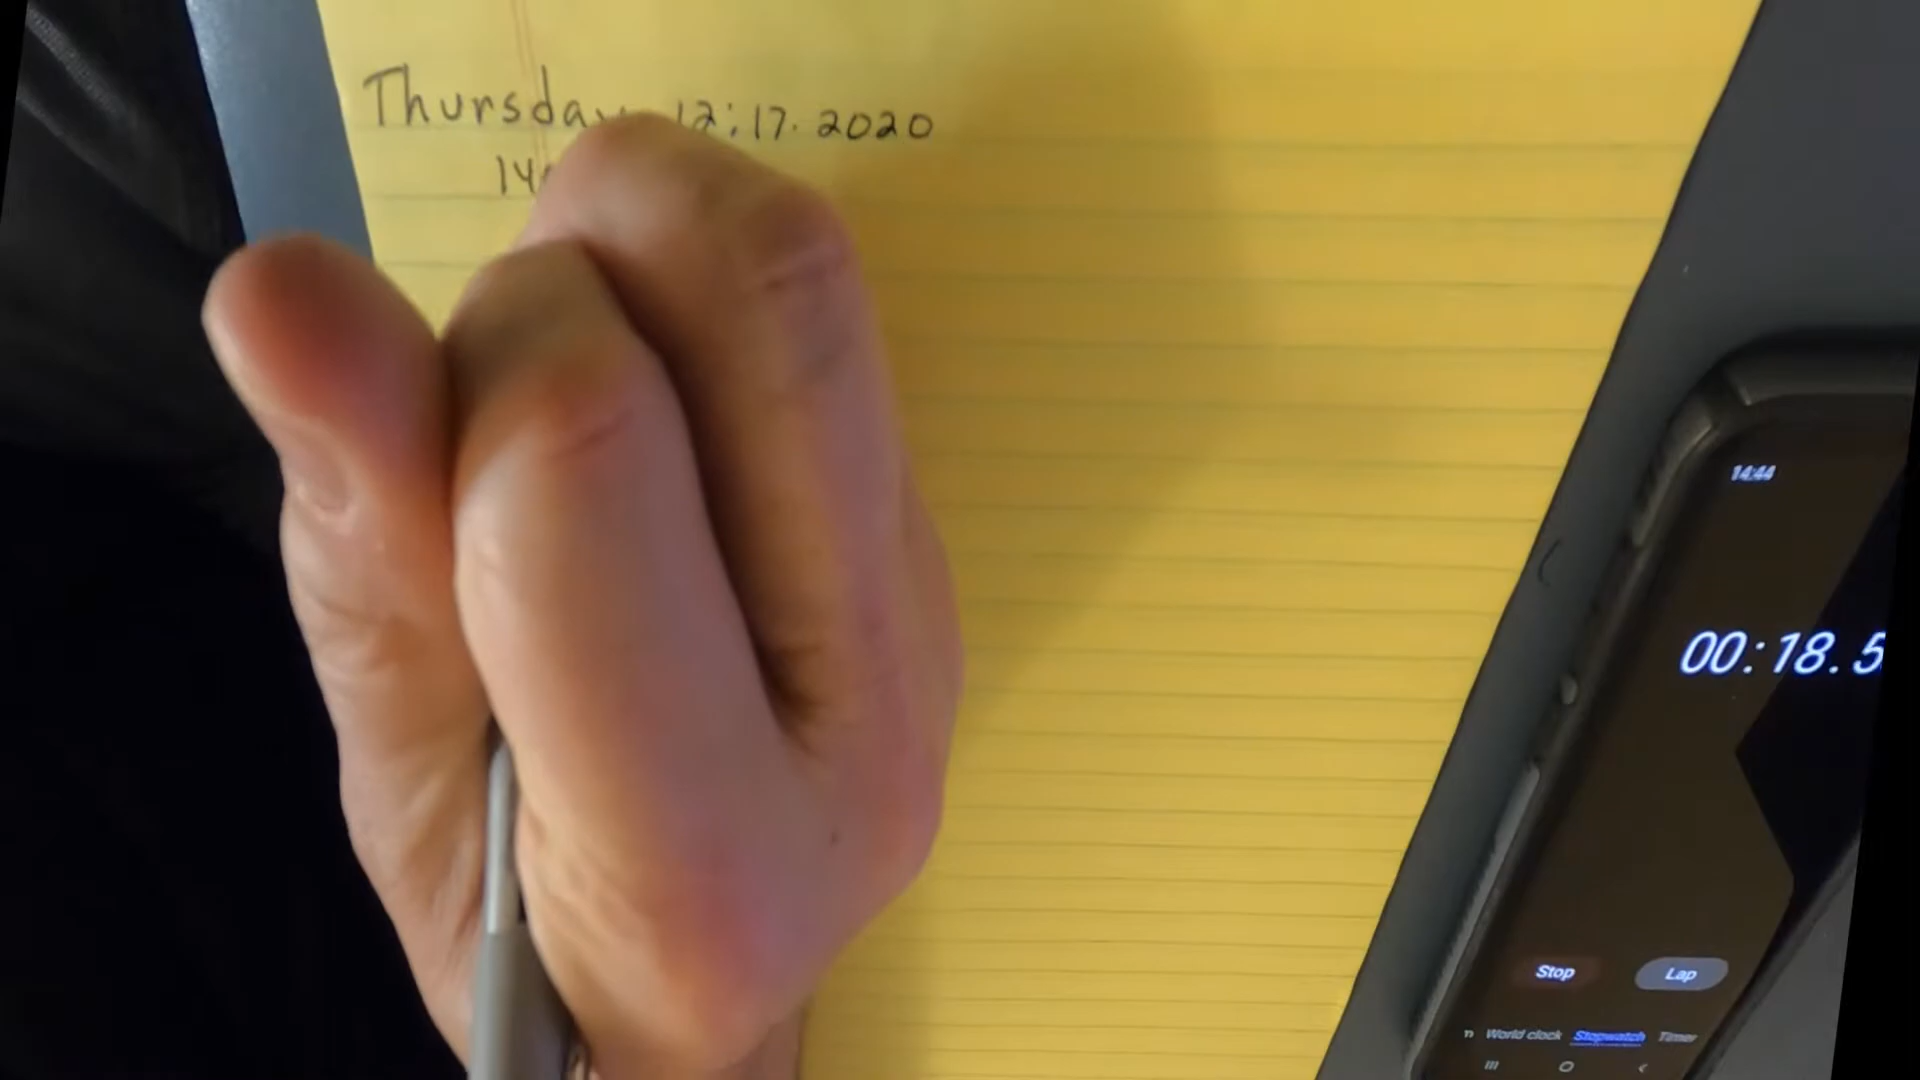 Thursday 12:17.2020
14
14:44
00:18.5
Stop Lap
World clock Stopwatch Timer